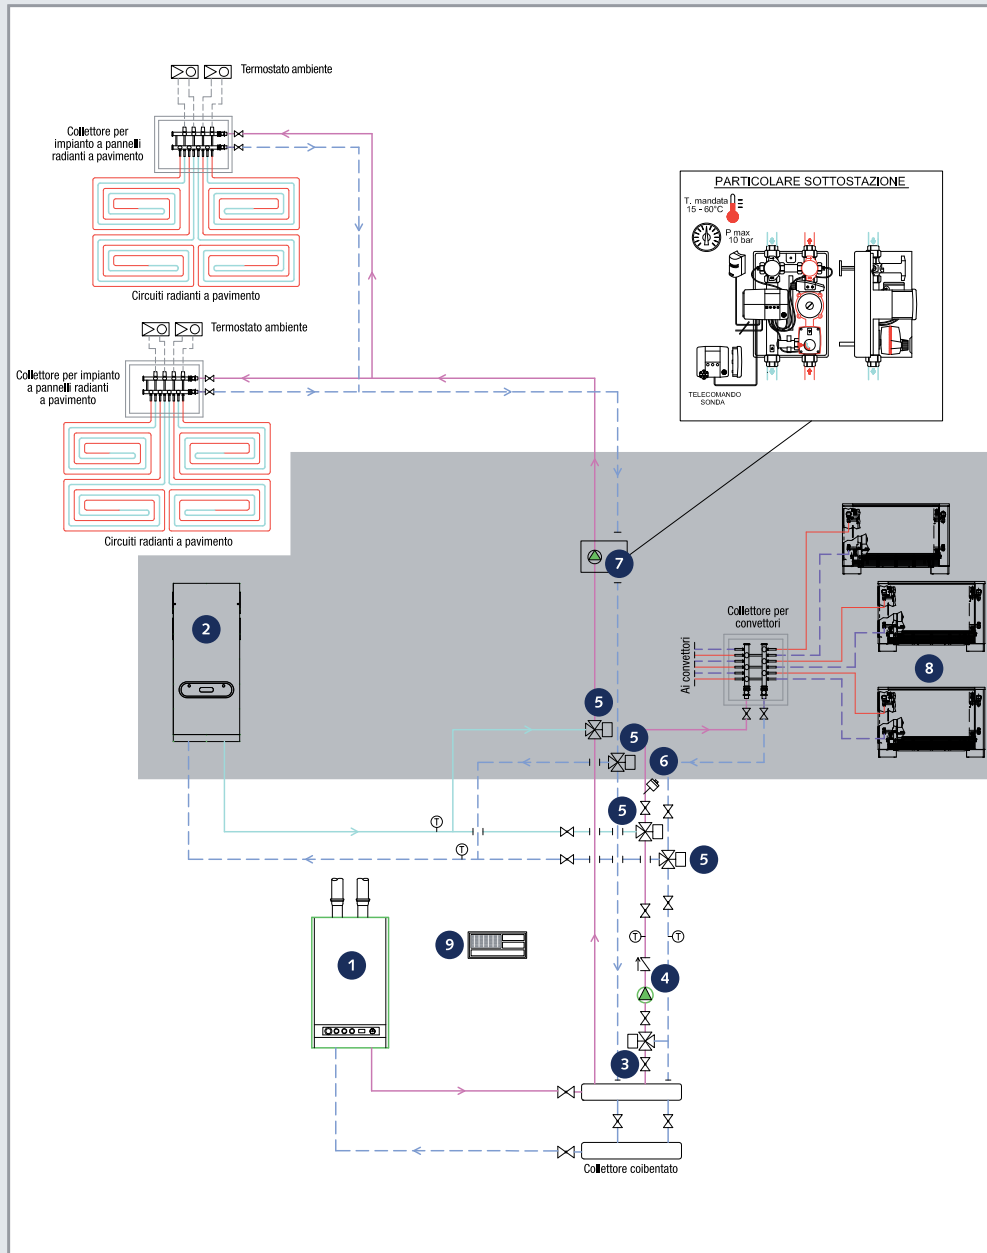 Termostato ambiente
Collettore per
impianto a pannelli
radianti a pavimento
Circuiti radianti a pavimento
Termostato ambiente
Collettore per impianto
a pannelli radianti
a pavimento
Circuiti radianti a pavimento
PARTICOLARE SOTTOSTAZIONE
T. mandata
15 - 60°C
P max
10 bar
TELECOMANDO
SONDA
7
2
Collettore per
convettori
Ai convettori
8
5
5
6
5
5
T
T
1
9
T
T
4
3
Collettore coibentato